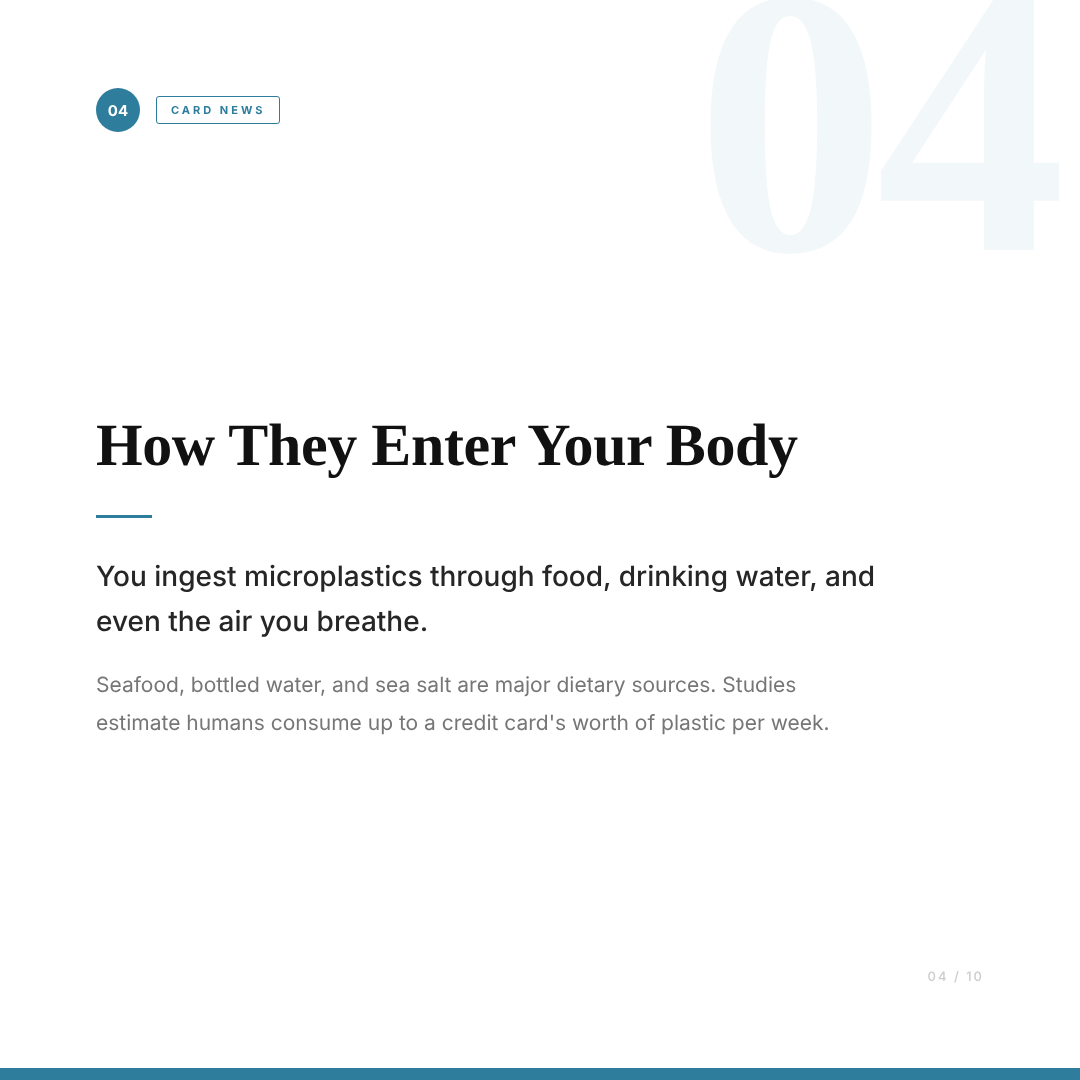 04
04
CARD NEWS
How They Enter Your Body
You ingest microplastics through food, drinking water, and
even the air you breathe.
Seafood, bottled water, and sea salt are major dietary sources. Studies
estimate humans consume up to a credit card's worth of plastic per week.
04 / 10